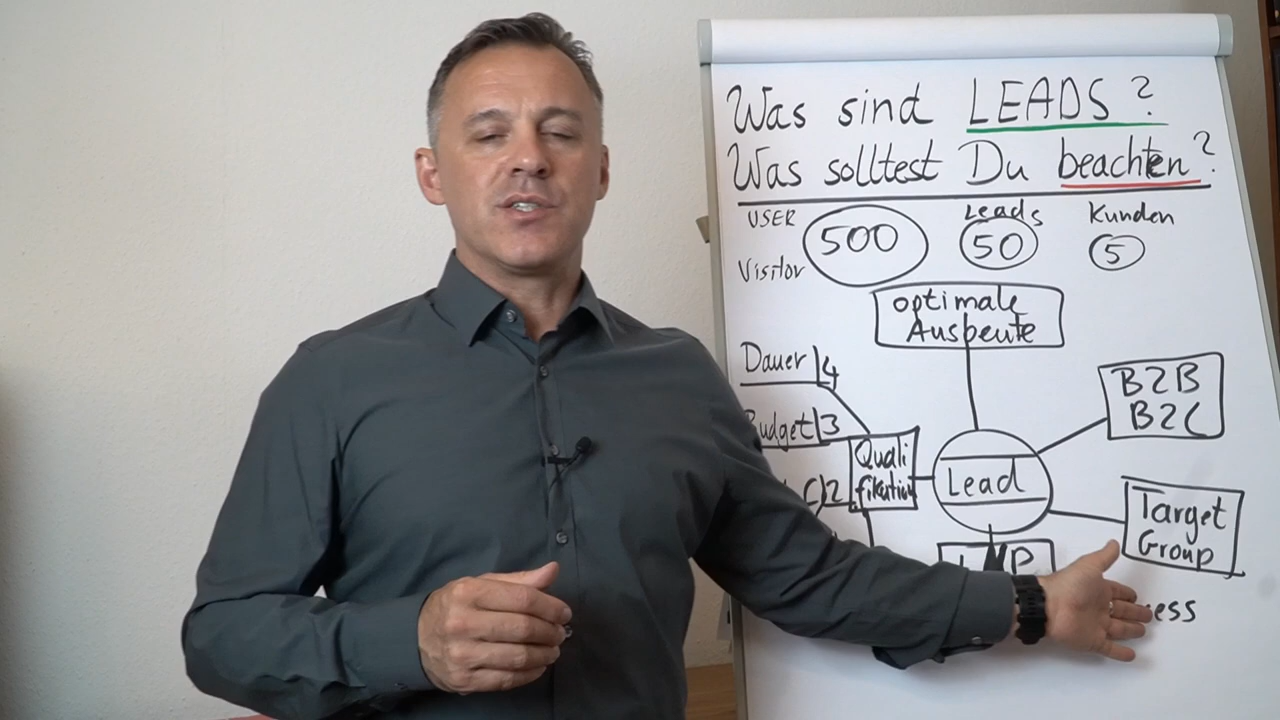 Was sind LEADS?
Was solltest Du beachten?
USER
Visitor
500
Leads
50
Kunden
5
optimale
Ausbeute
Dauer 4
Budget 3
2
Quali
fikation
Lead
B2B
B2C
Target
Group